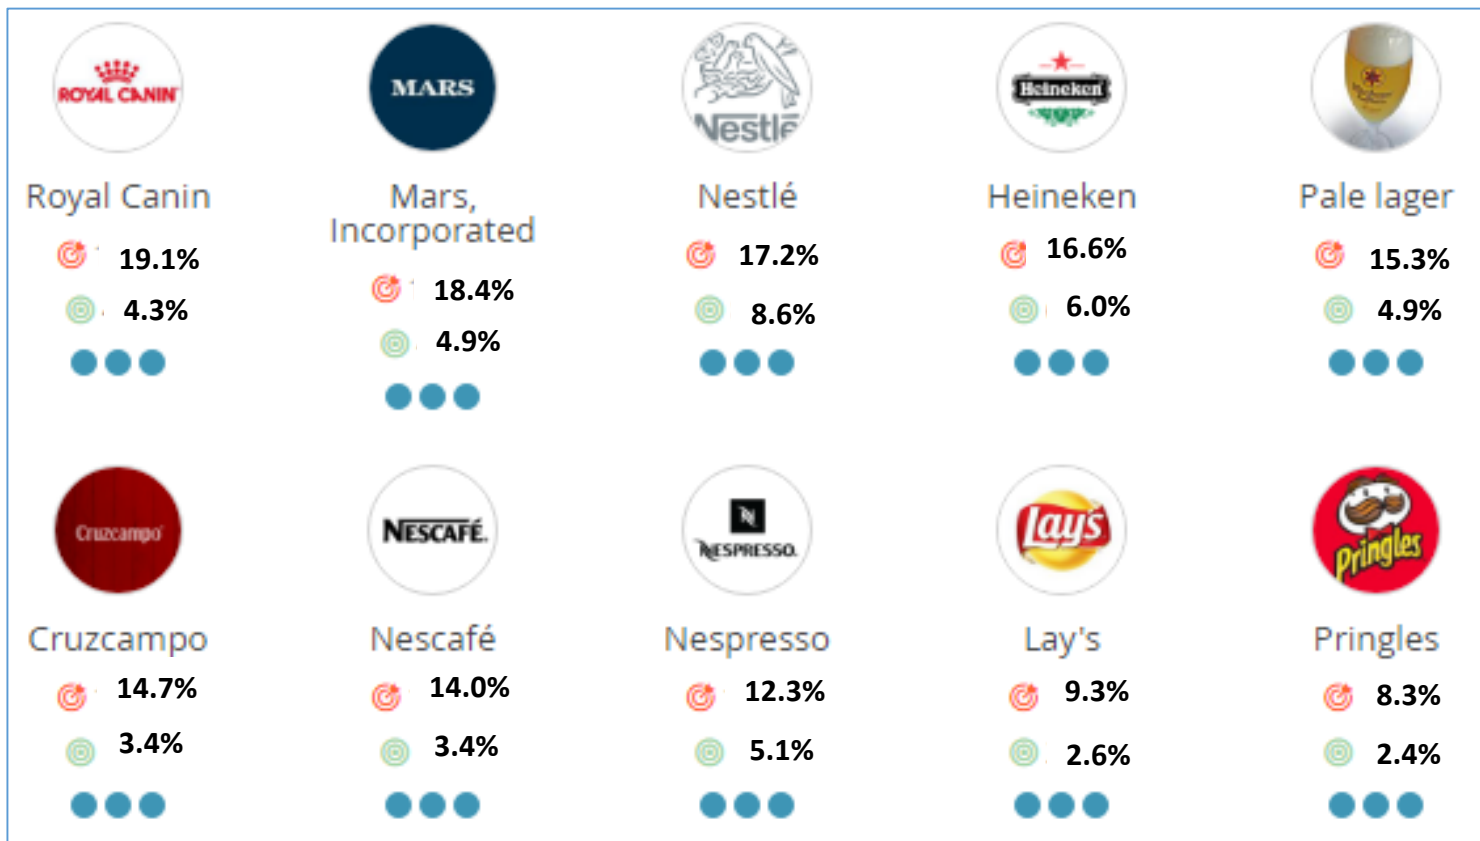 ROYAL CANIN
MARS
Nestlé
Heineken
Royal Canin
Mars,
Incorporated
Nestlé
Heineken
Pale lager
19.1%
18.4%
17.2%
16.6%
15.3%
4.3%
4.9%
8.6%
6.0%
4.9%
Cruzcampo
NESCAFÉ.
NESPRESSO.
Lay's
Pringles
Cruzcampo
Nescafé
Nespresso
Lay's
Pringles
14.7%
14.0%
12.3%
9.3%
8.3%
3.4%
3.4%
5.1%
2.6%
2.4%